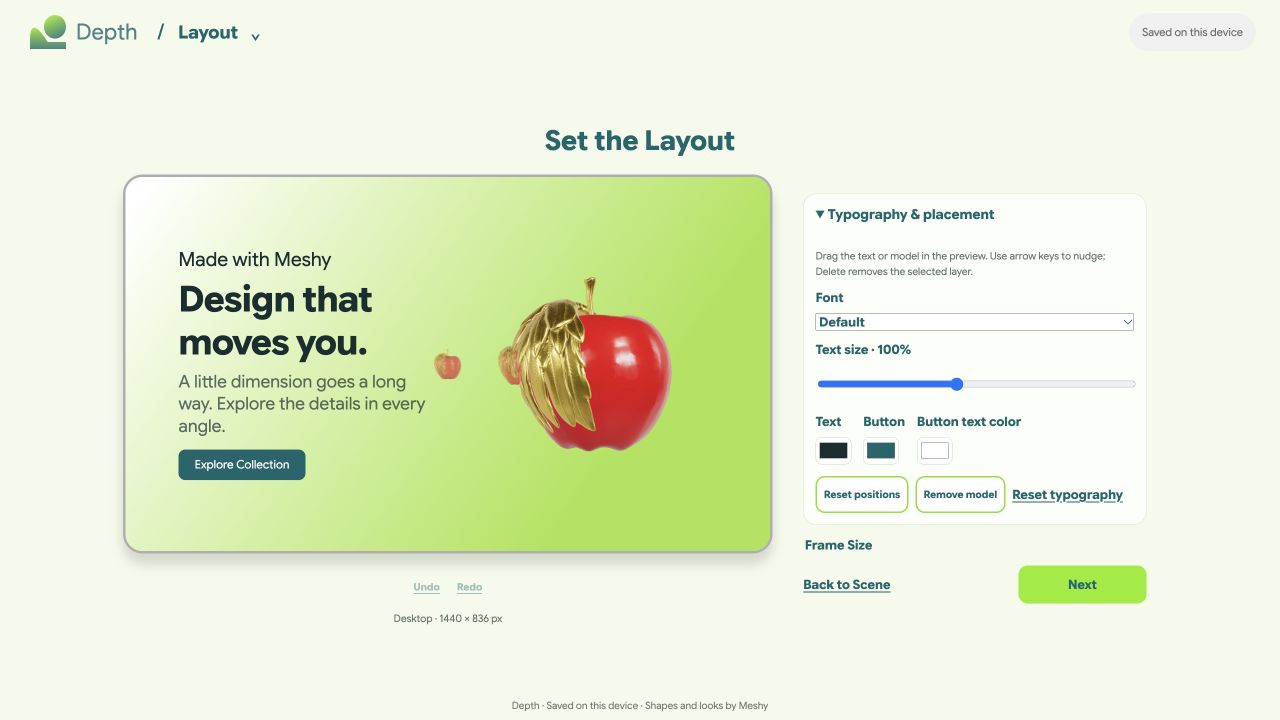 Depth / Layout
Saved on this device
Set the Layout
Made with Meshy
Design that
moves you.
A little dimension goes a long
way. Explore the details in every
angle.
Explore Collection
Undo Redo
Desktop · 1440 × 836 px
Typography & placement
Drag the text or model in the preview. Use arrow keys to nudge;
Delete removes the selected layer.
Font
Default
Text size · 100%
Text Button Button text color
Reset positions Remove model Reset typography
Frame Size
Back to Scene Next
Depth · Saved on this device · Shapes and looks by Meshy